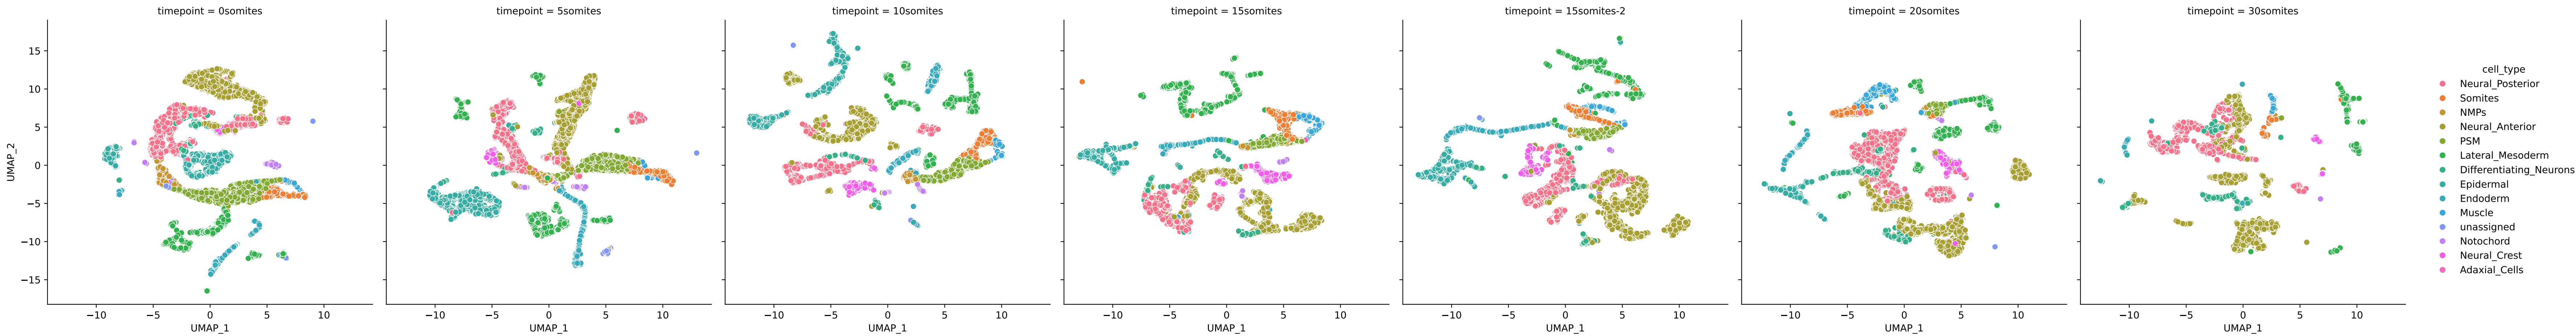 timepoint = 0somites
timepoint = 5somites
timepoint = 10somites
timepoint = 15somites
timepoint = 15somites-2
timepoint = 20somites
timepoint = 30somites
UMAP_2
15
10
5
0
−5
−10
−15
−10 −5 0 5 10
−10 −5 0 5 10
−10 −5 0 5 10
−10 −5 0 5 10
−10 −5 0 5 10
−10 −5 0 5 10
−10 −5 0 5 10
UMAP_1
UMAP_1
UMAP_1
UMAP_1
UMAP_1
UMAP_1
UMAP_1
cell_type
Neural_Posterior
Somites
NMPs
Neural_Anterior
PSM
Lateral_Mesoderm
Differentiating_Neurons
Epidermal
Endoderm
Muscle
unassigned
Notochord
Neural_Crest
Adaxial_Cells